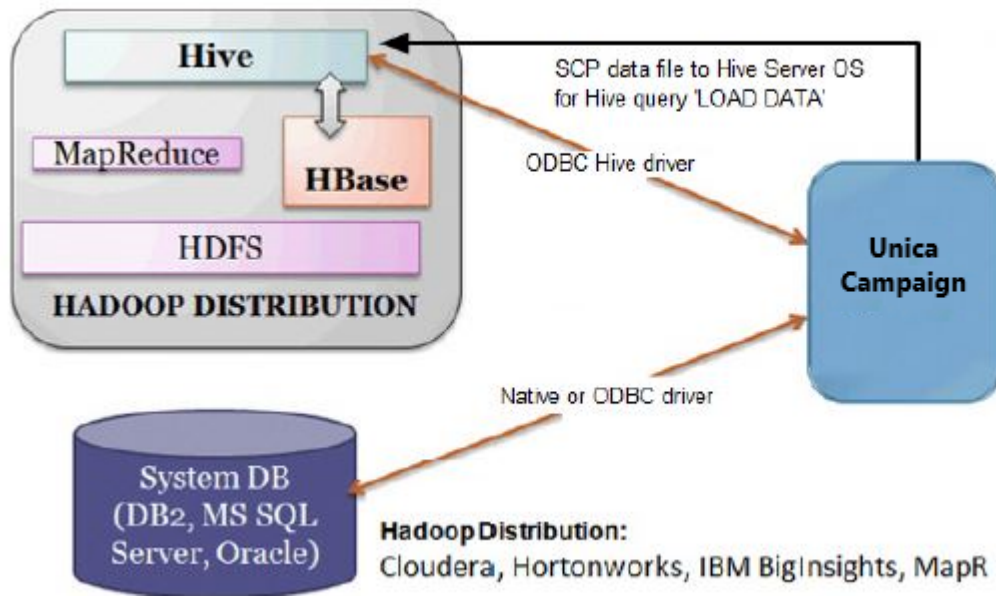 Hive
SCP data file to Hive Server OS
for Hive query 'LOAD DATA'
MapReduce
HBase
ODBC Hive driver
HDFS
Unica
Campaign
HADOOP DISTRIBUTION
Native or ODBC driver
System DB
(DB2, MS SQL
Server, Oracle)
Hadoop Distribution:
Cloudera, Hortonworks, IBM BigInsights, MapR